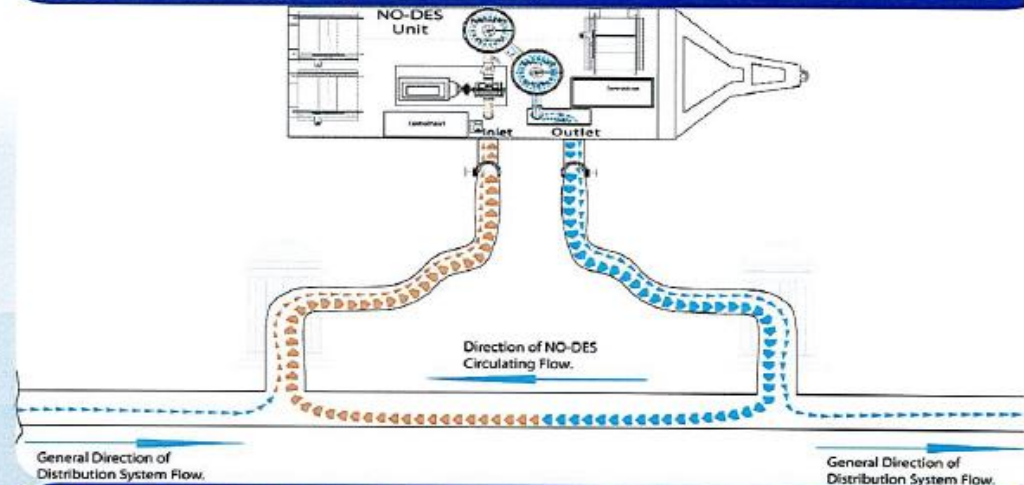 NO-DES
Unit
Inlet
Outlet
Direction of NO-DES
Circulating Flow.
General Direction of
Distribution System Flow.
General Direction of
Distribution System Flow.